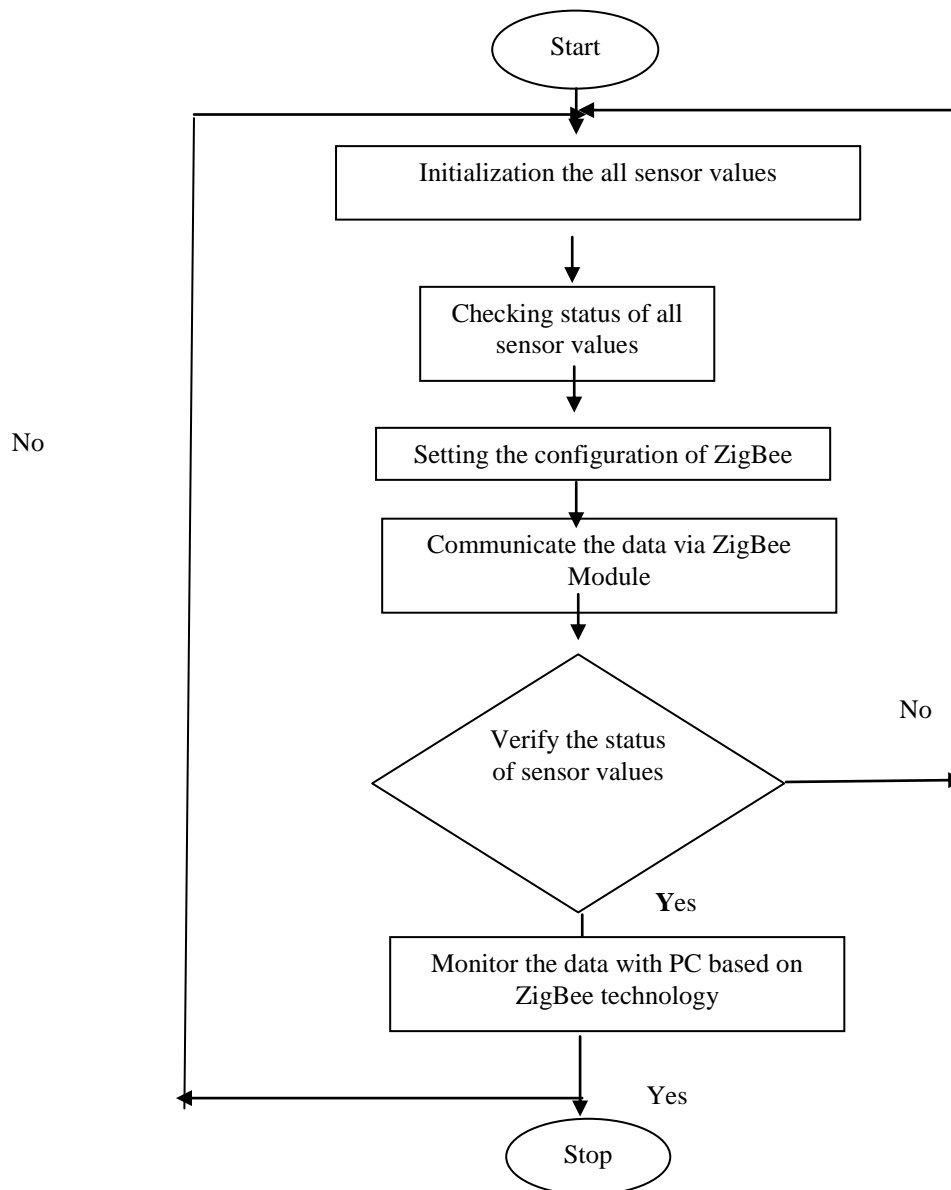 Start
Initialization the all sensor values
Checking status of all
sensor values
No
Setting the configuration of ZigBee
Communicate the data via ZigBee
Module
Verify the status
of sensor values
No
Yes
Monitor the data with PC based on
ZigBee technology
Yes
Stop